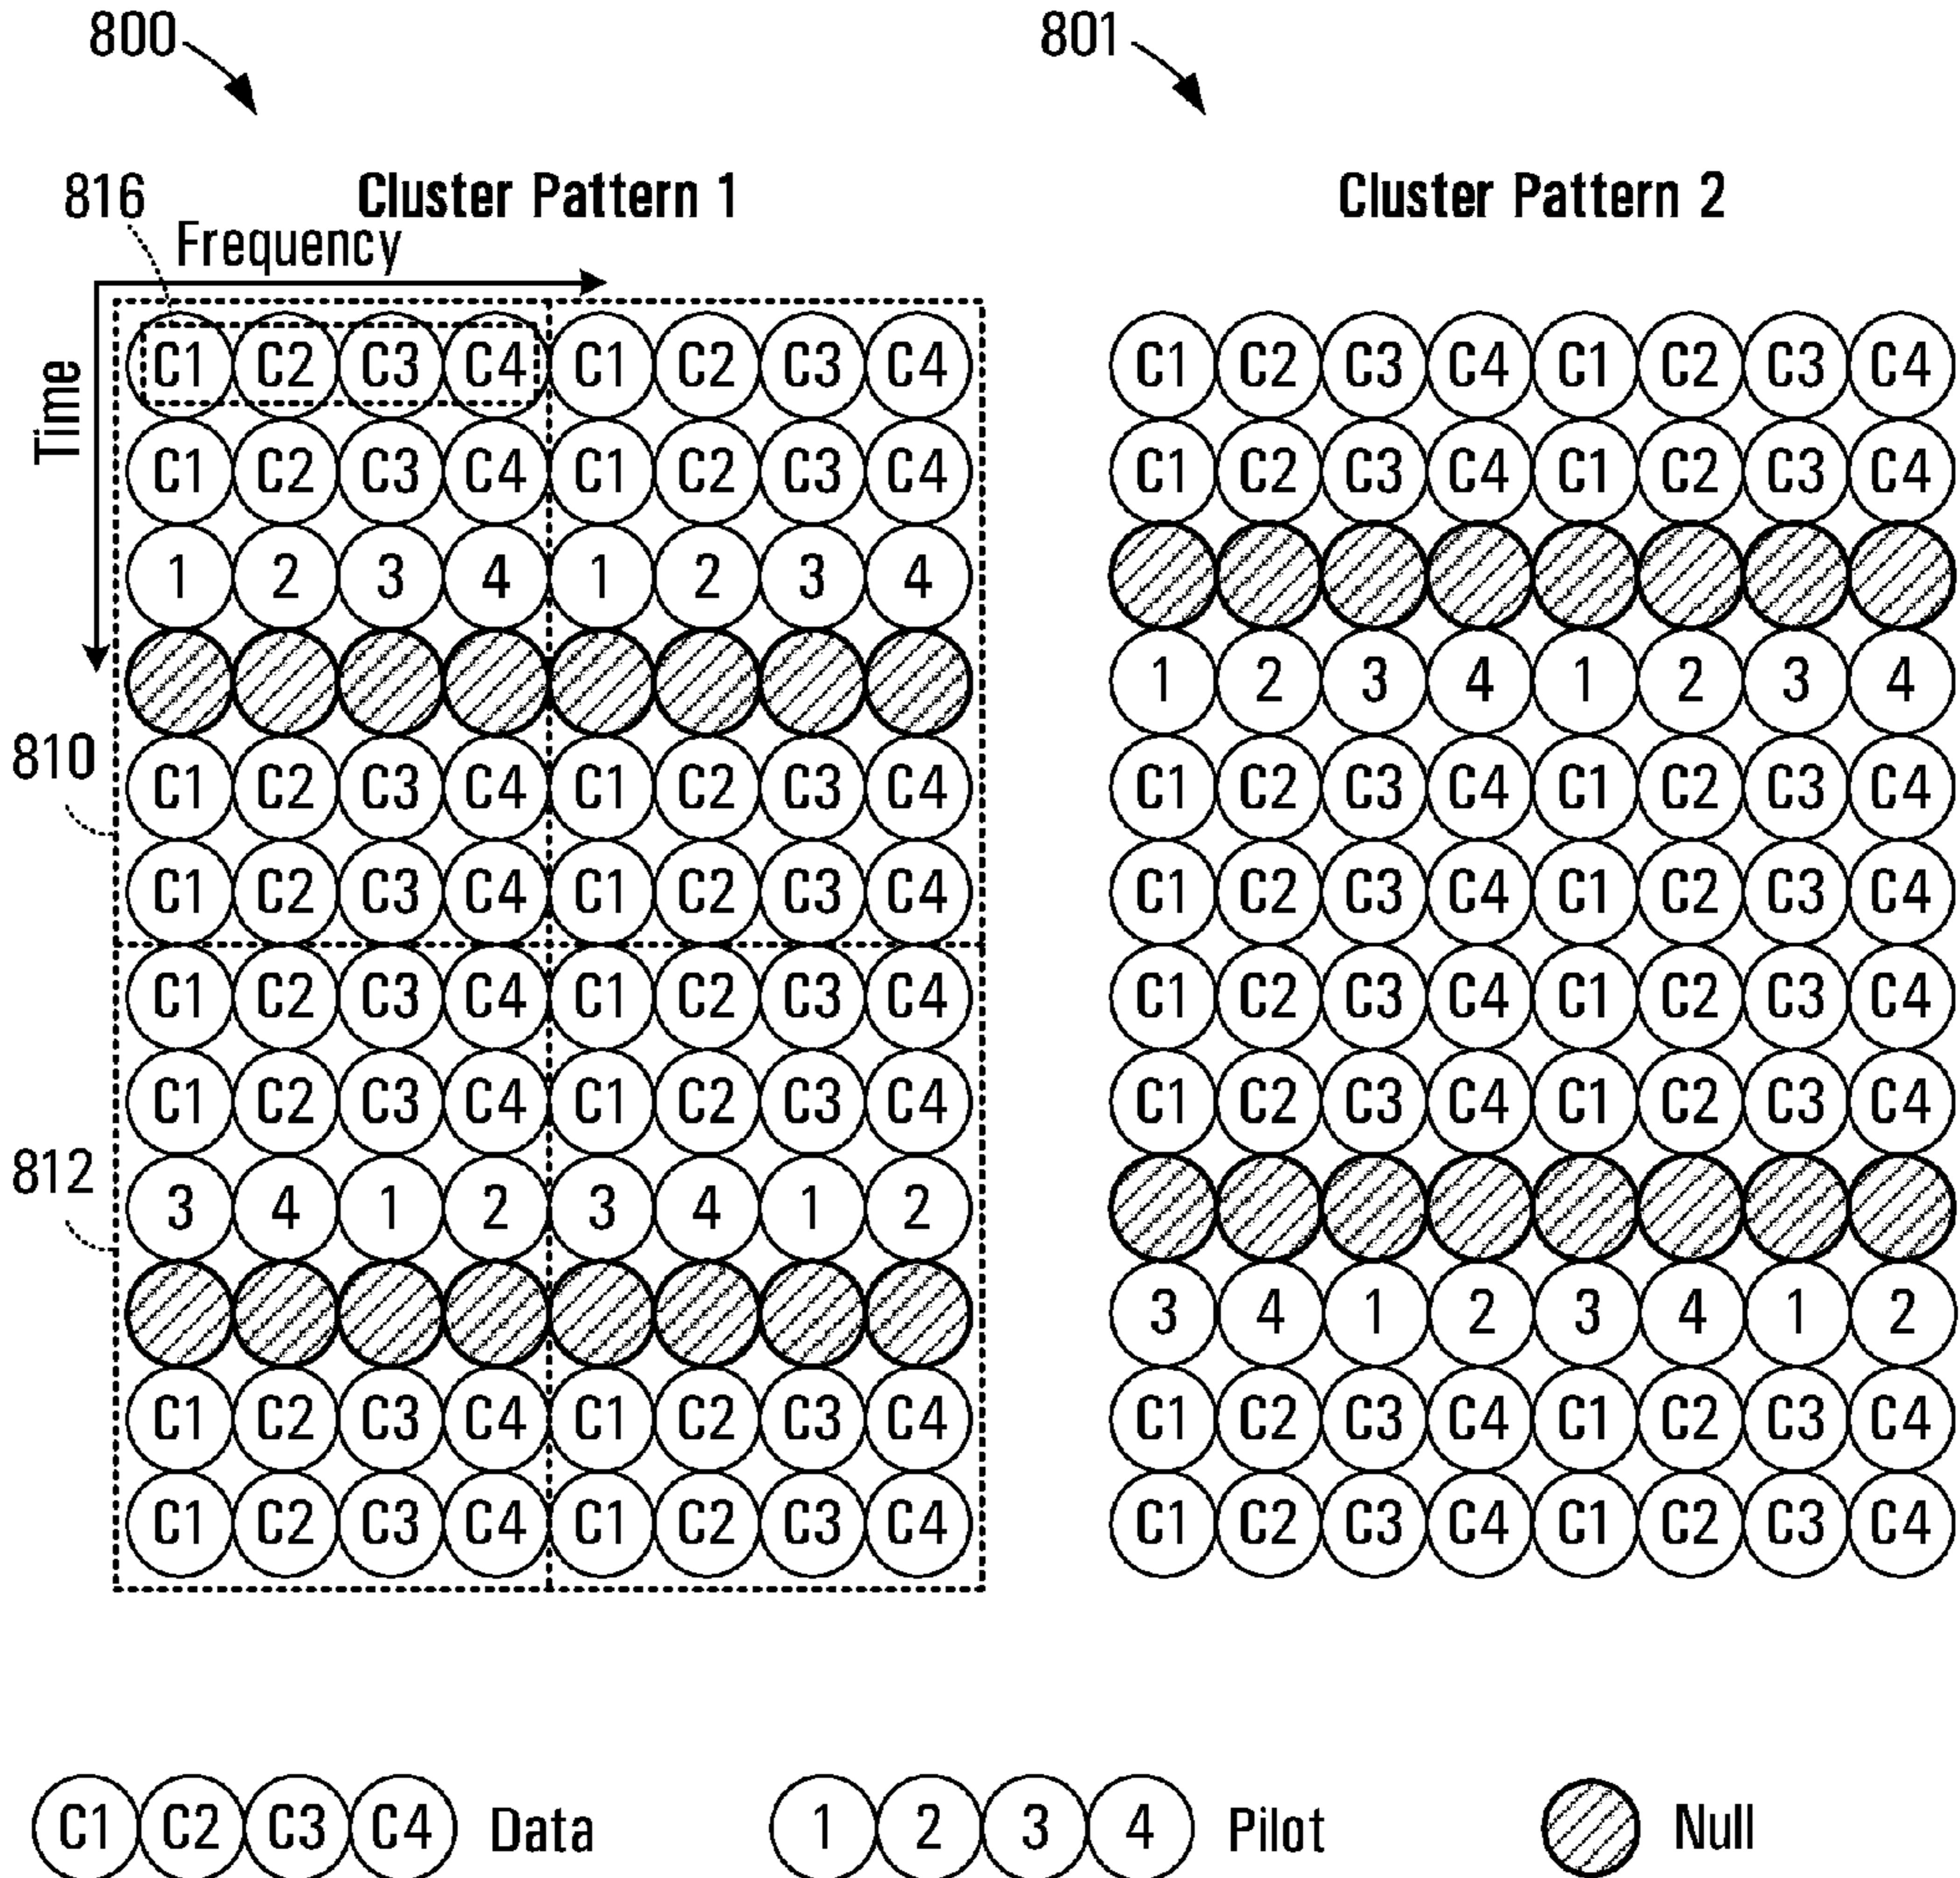 800
801
816
Cluster Pattern 1
Cluster Pattern 2
Frequency
Time
C1 C2 C3 C4 C1 C2 C3 C4
C1 C2 C3 C4 C1 C2 C3 C4
C1 C2 C3 C4 C1 C2 C3 C4
C1 C2 C3 C4 C1 C2 C3 C4
1 2 3 4 1 2 3 4
1 2 3 4 1 2 3 4
810
C1 C2 C3 C4 C1 C2 C3 C4
C1 C2 C3 C4 C1 C2 C3 C4
C1 C2 C3 C4 C1 C2 C3 C4
C1 C2 C3 C4 C1 C2 C3 C4
C1 C2 C3 C4 C1 C2 C3 C4
C1 C2 C3 C4 C1 C2 C3 C4
C1 C2 C3 C4 C1 C2 C3 C4
C1 C2 C3 C4 C1 C2 C3 C4
812
3 4 1 2 3 4 1 2
3 4 1 2 3 4 1 2
C1 C2 C3 C4 C1 C2 C3 C4
C1 C2 C3 C4 C1 C2 C3 C4
C1 C2 C3 C4 C1 C2 C3 C4
C1 C2 C3 C4 C1 C2 C3 C4
C1 C2 C3 C4 Data
1 2 3 4 Pilot
Null